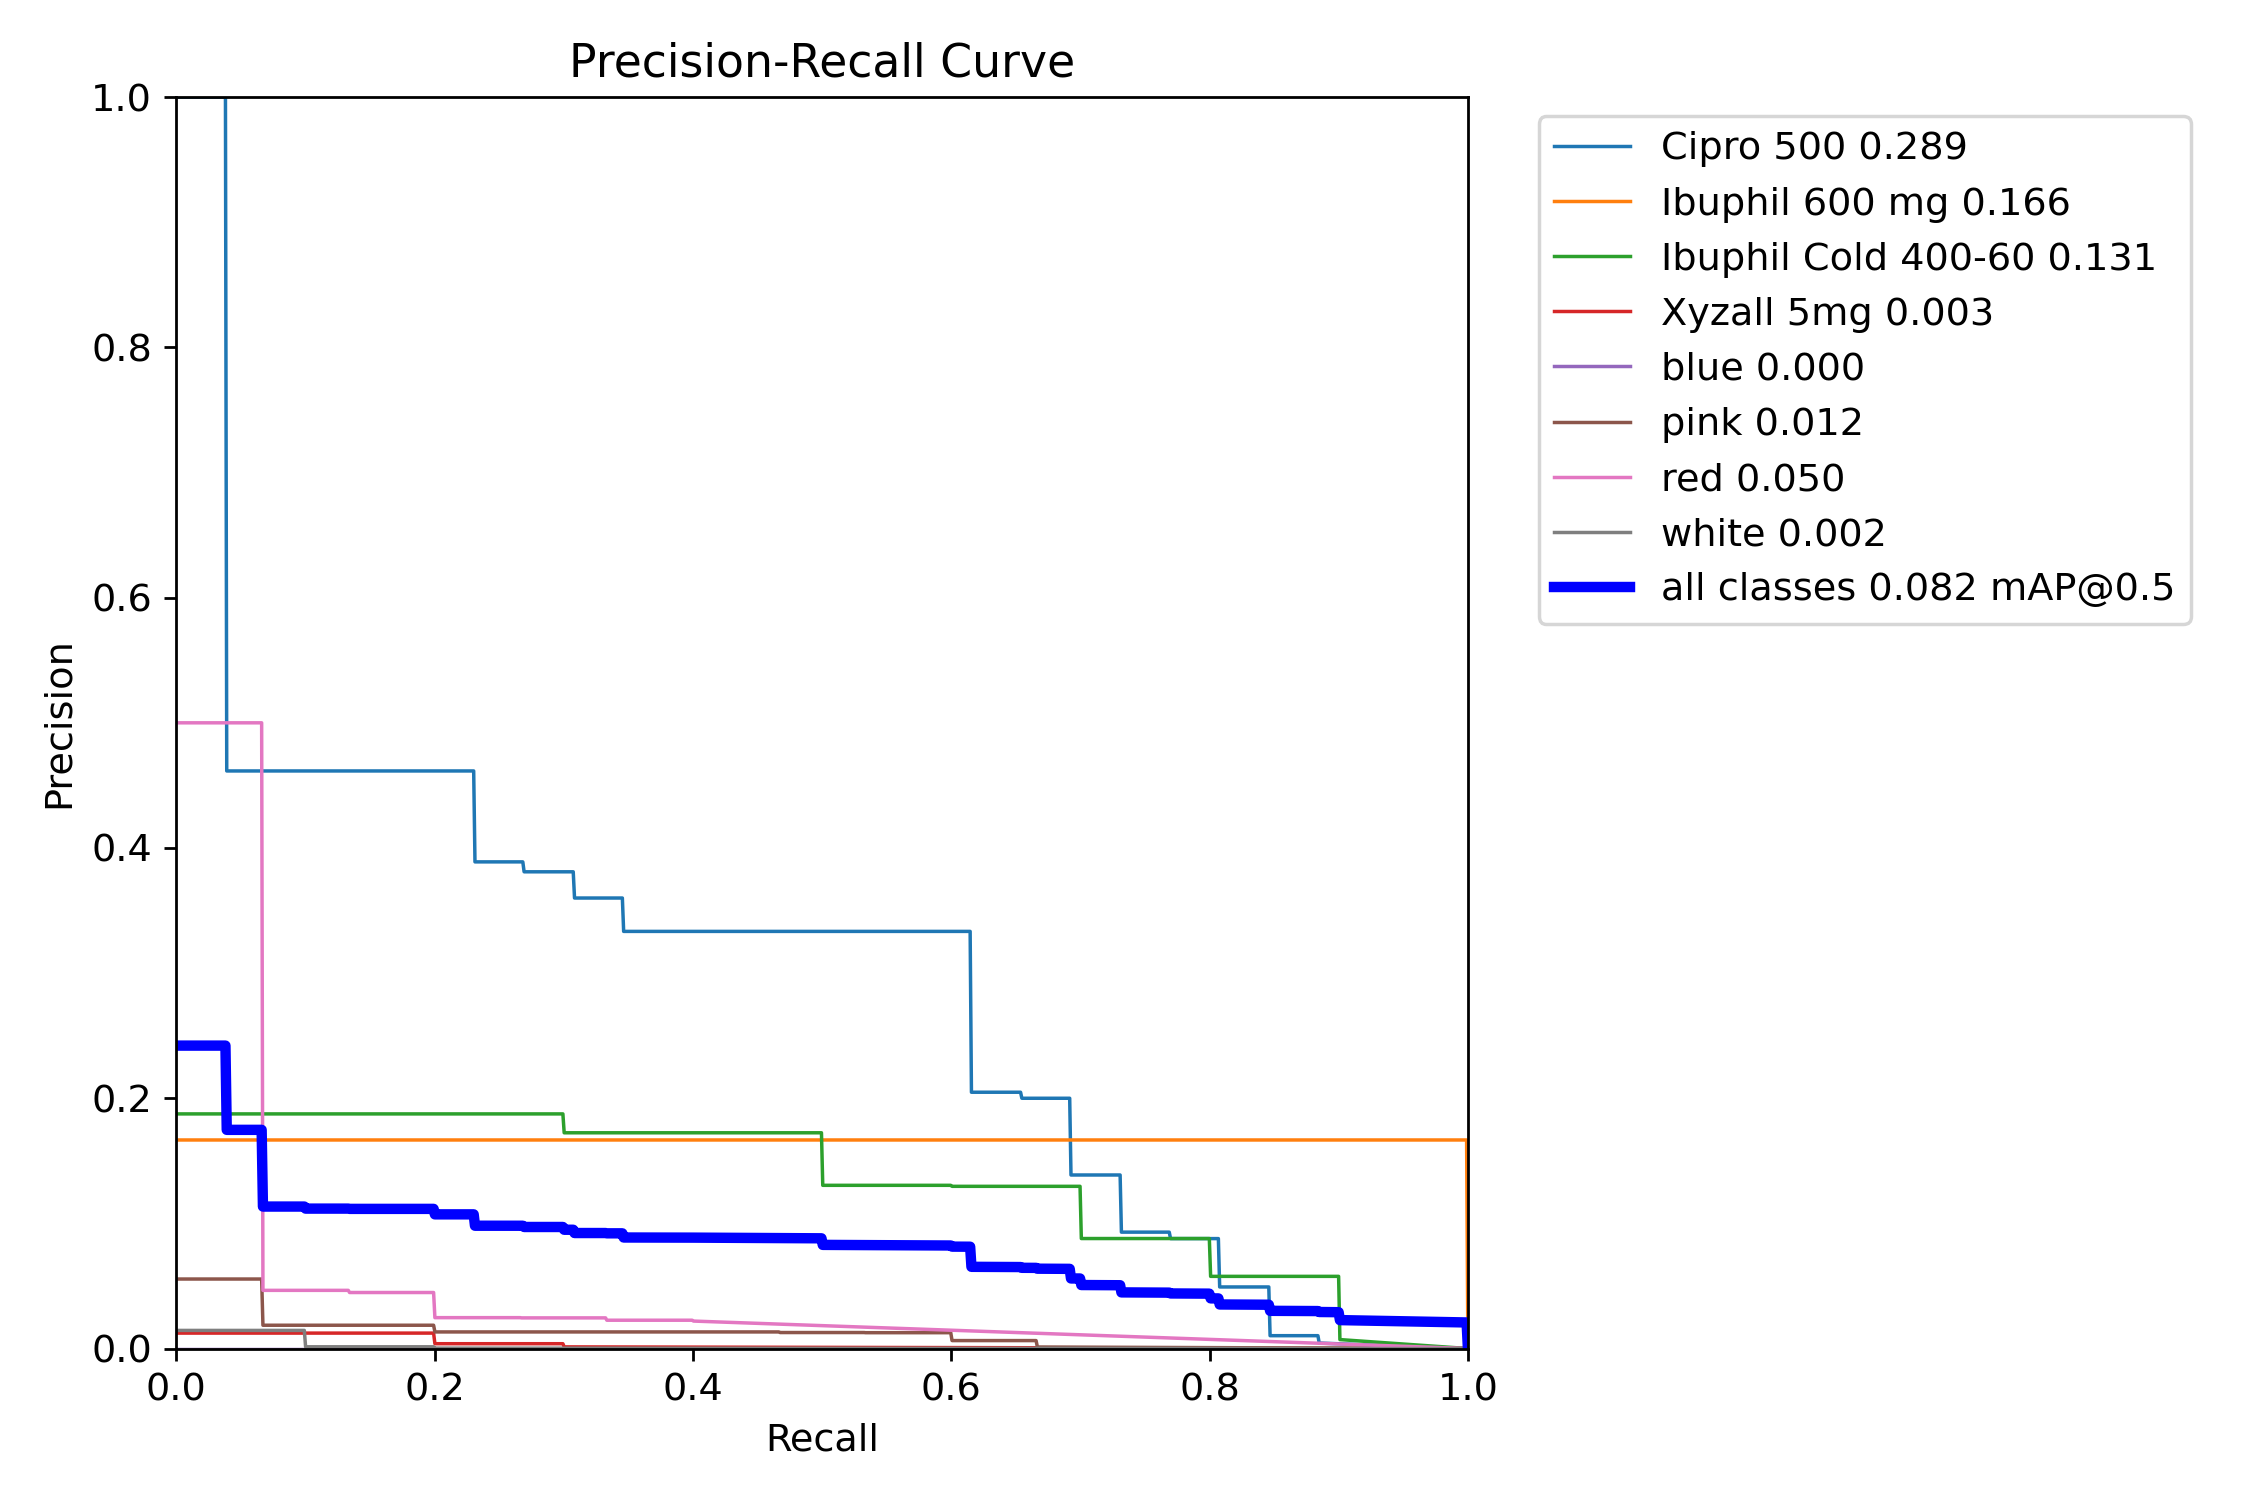 Precision-Recall Curve
1.0
0.8
0.6
0.4
0.2
0.0
Precision
0.0 0.2 0.4 0.6 0.8 1.0
Recall
Cipro 500 0.289
Ibuphil 600 mg 0.166
Ibuphil Cold 400-60 0.131
Xyzall 5mg 0.003
blue 0.000
pink 0.012
red 0.050
white 0.002
all classes 0.082 mAP@0.5